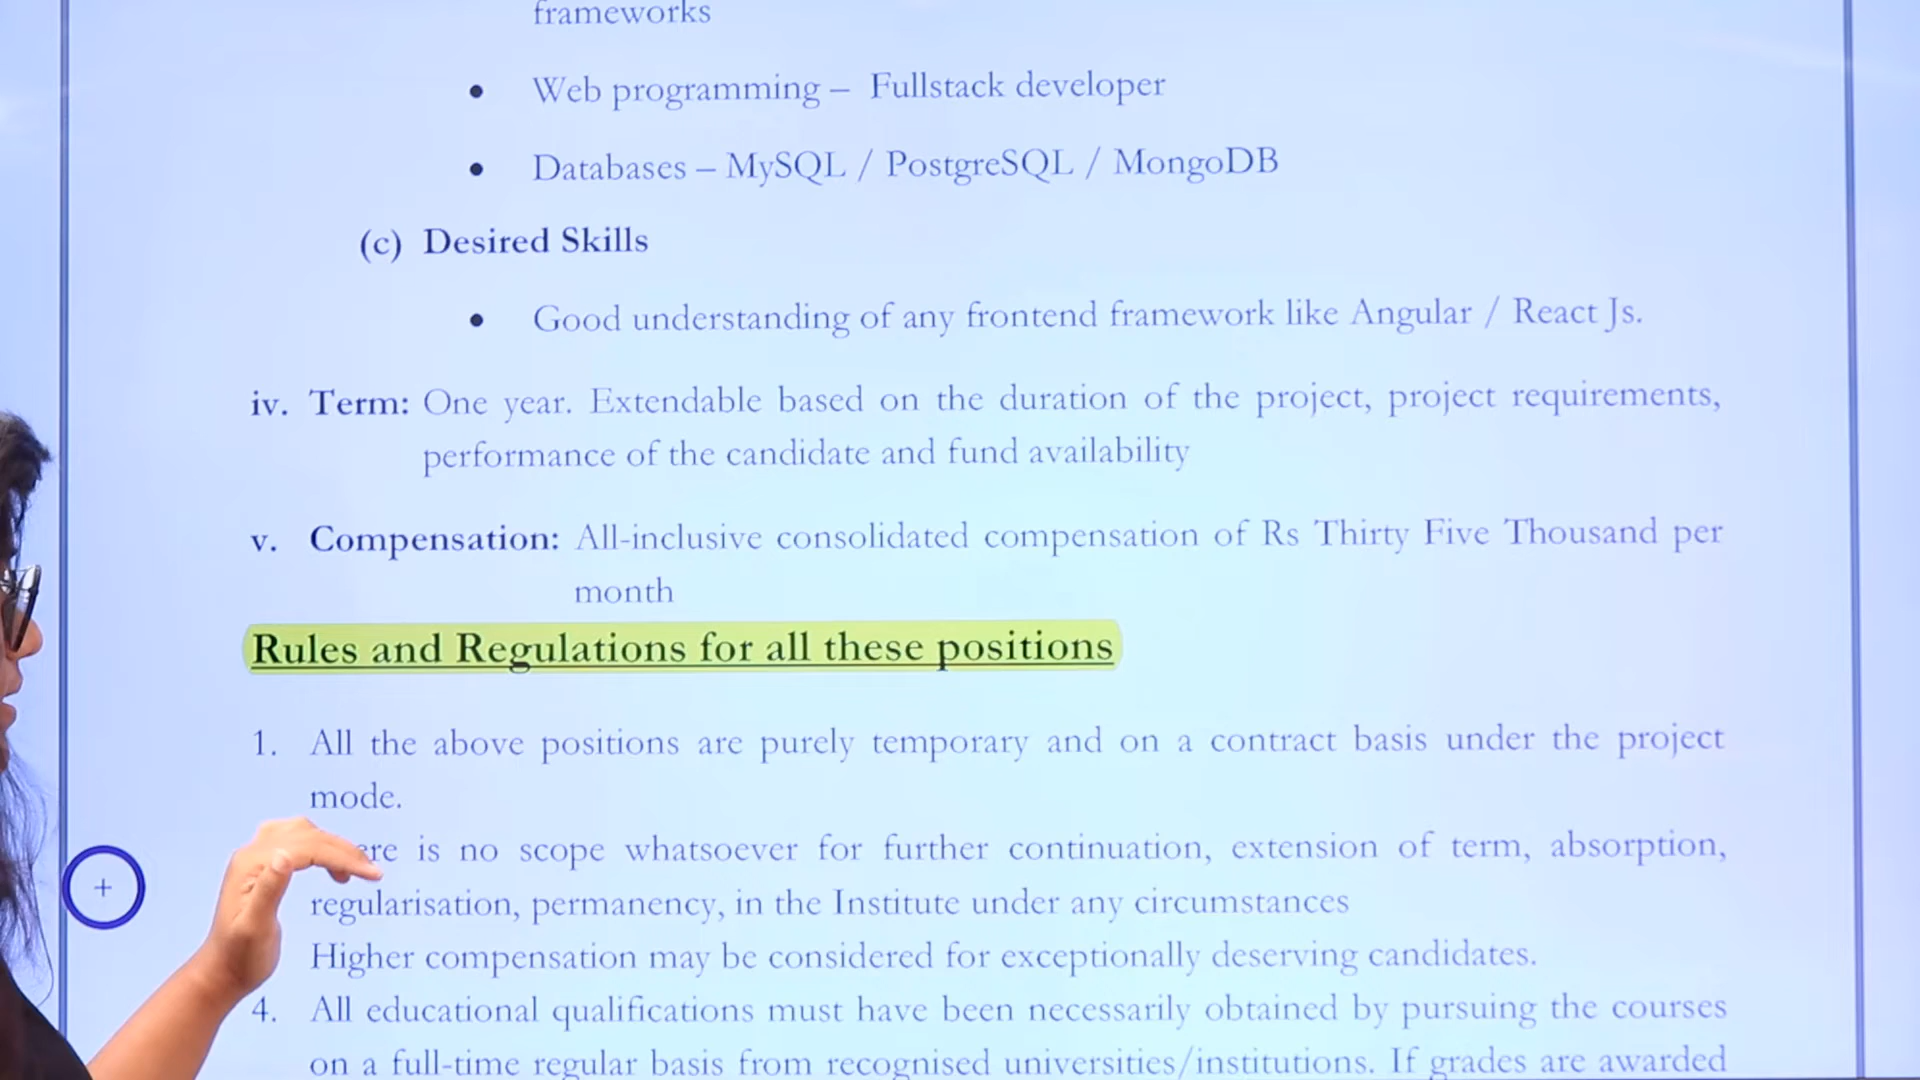 frameworks
• Web programming – Fullstack developer
• Databases – MySQL / PostgreSQL / MongoDB
(c) Desired Skills
• Good understanding of any frontend framework like Angular / React Js.
iv. Term: One year. Extendable based on the duration of the project, project requirements,
performance of the candidate and fund availability
v. Compensation: All-inclusive consolidated compensation of Rs Thirty Five Thousand per
month
Rules and Regulations for all these positions
1. All the above positions are purely temporary and on a contract basis under the project
mode.
is no scope whatsoever for further continuation, extension of term, absorption,
regularisation, permanency, in the Institute under any circumstances
Higher compensation may be considered for exceptionally deserving candidates.
4. All educational qualifications must have been necessarily obtained by pursuing the courses
on a full-time regular basis from recognised universities/institutions. If grades are awarded